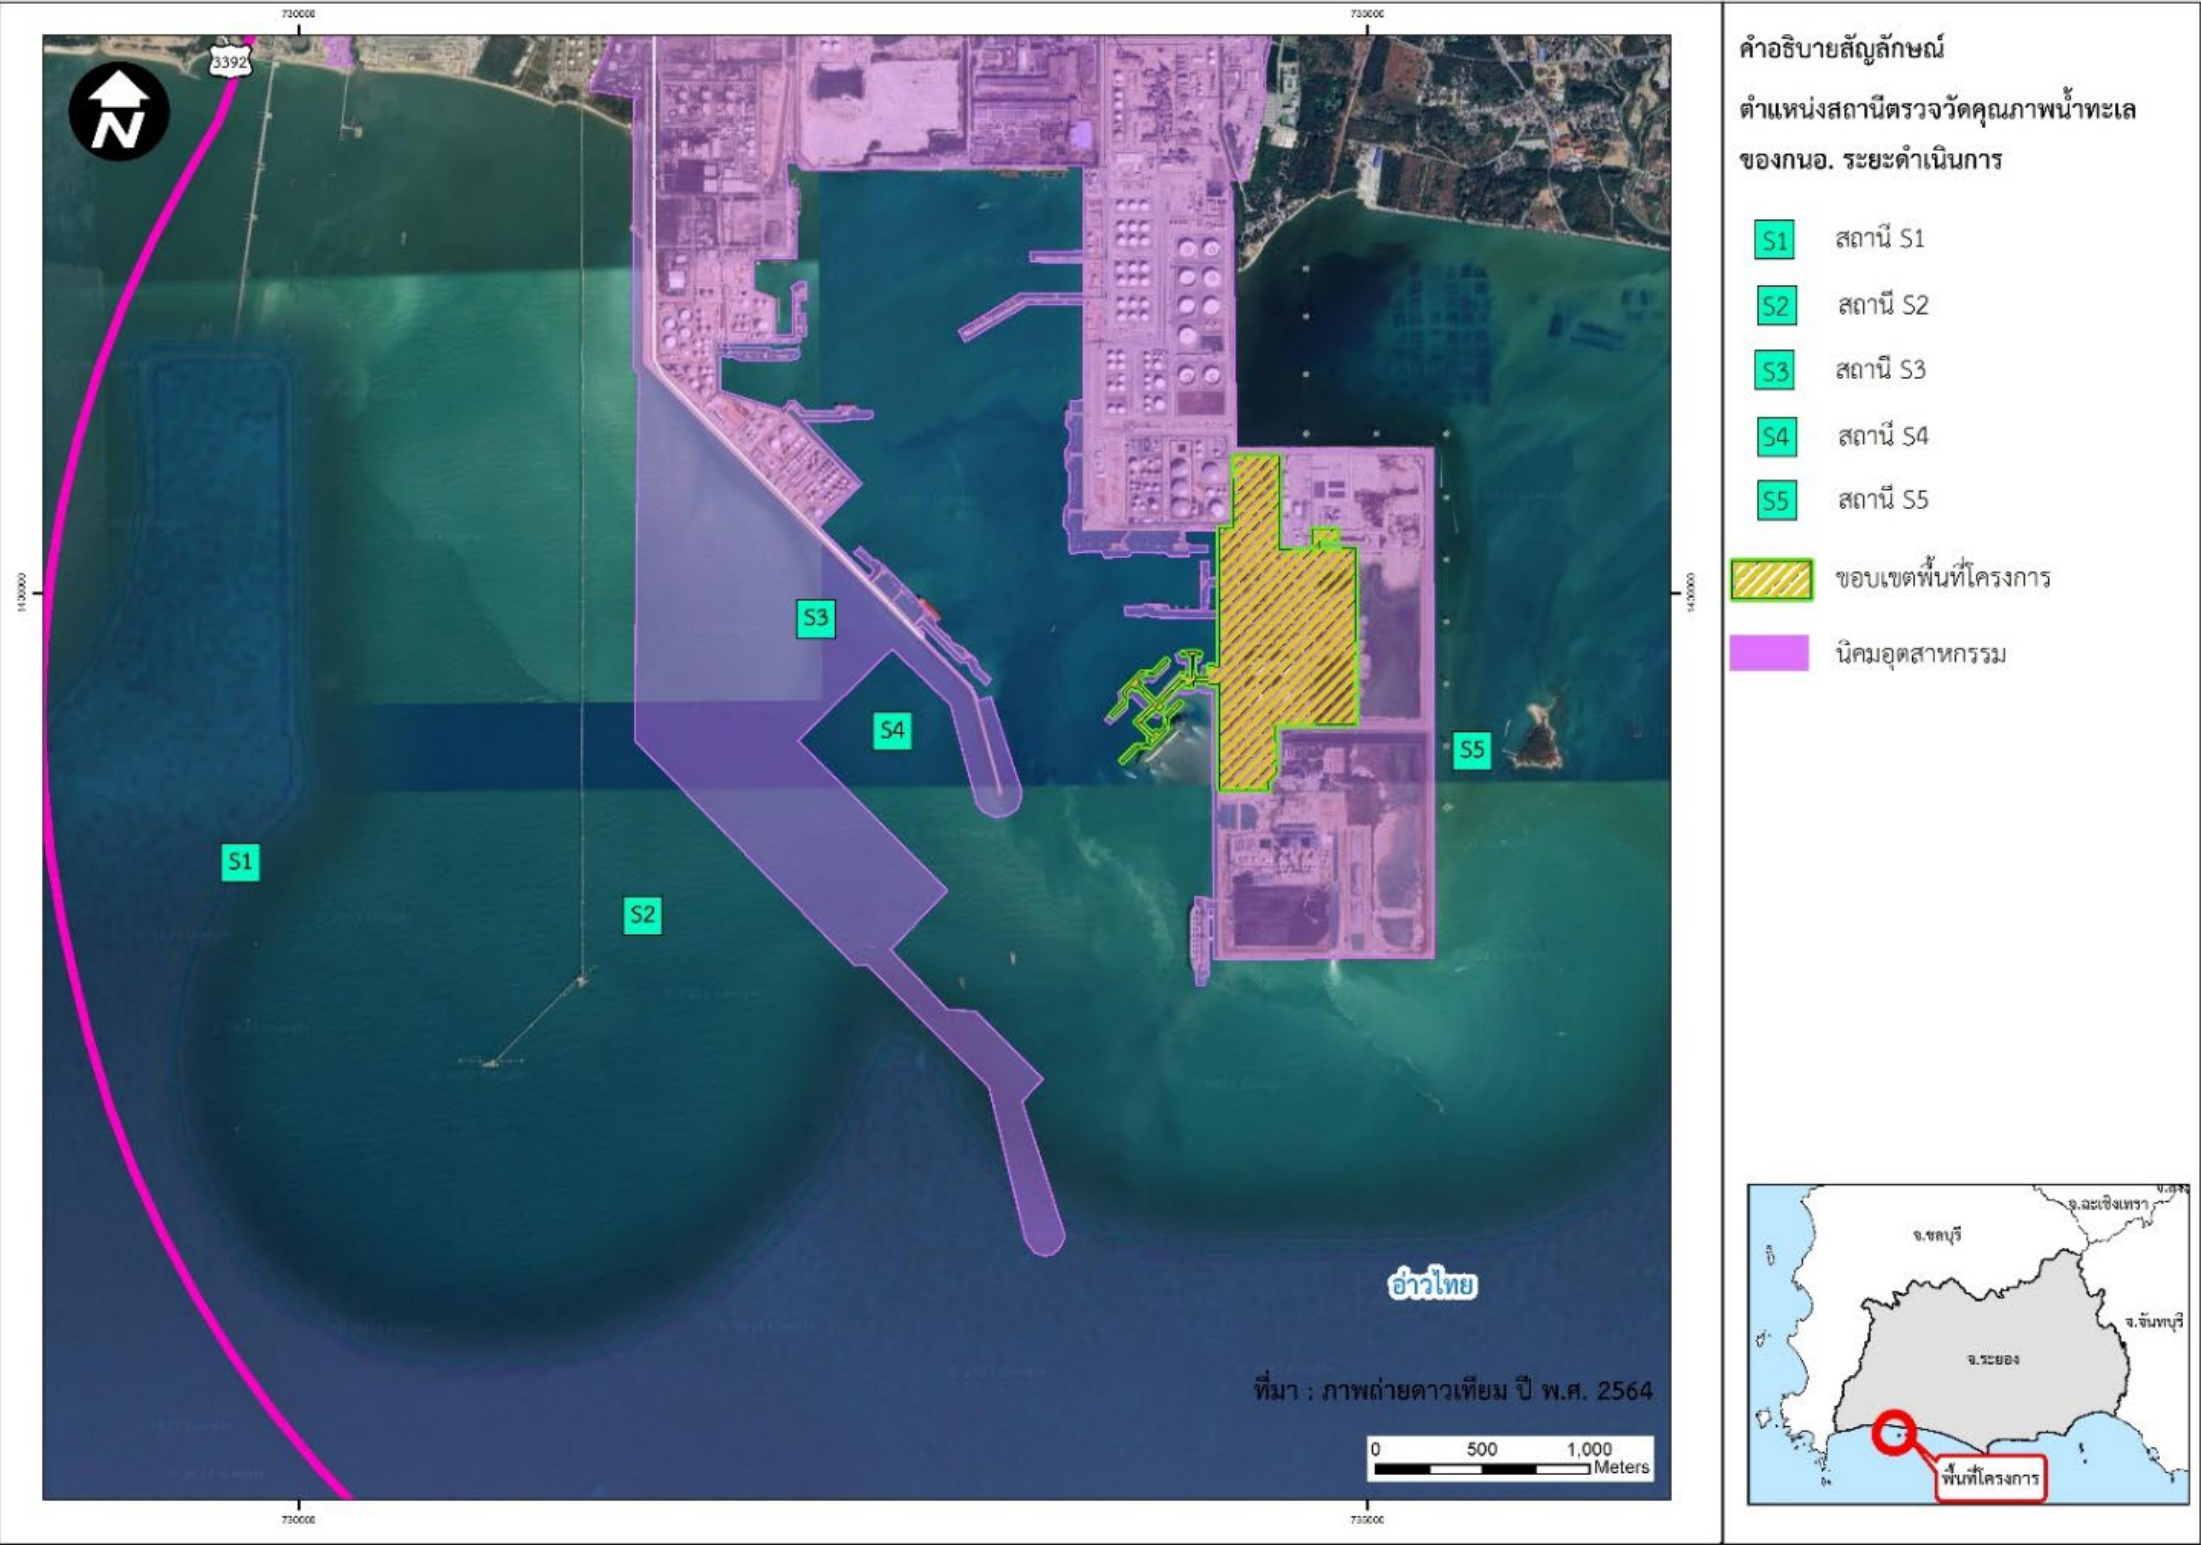 730000
735000
3392
N
1400000
1400000
S3
S4
S5
S1
S2
อ่าวไทย
ที่มา : ภาพถ่ายดาวเทียม ปี พ.ศ. 2564
0 500 1,000
Meters
730000
735000
คำอธิบายสัญลักษณ์
ตำแหน่งสถานีตรวจวัดคุณภาพน้ำทะเล
ของกนอ. ระยะดำเนินการ
S1 สถานี S1
S2 สถานี S2
S3 สถานี S3
S4 สถานี S4
S5 สถานี S5
ขอบเขตพื้นที่โครงการ
นิคมอุตสาหกรรม
จ.ฉะเชิงเทรา
จ.ชลบุรี
จ.จันทบุรี
จ.ระยอง
พื้นที่โครงการ